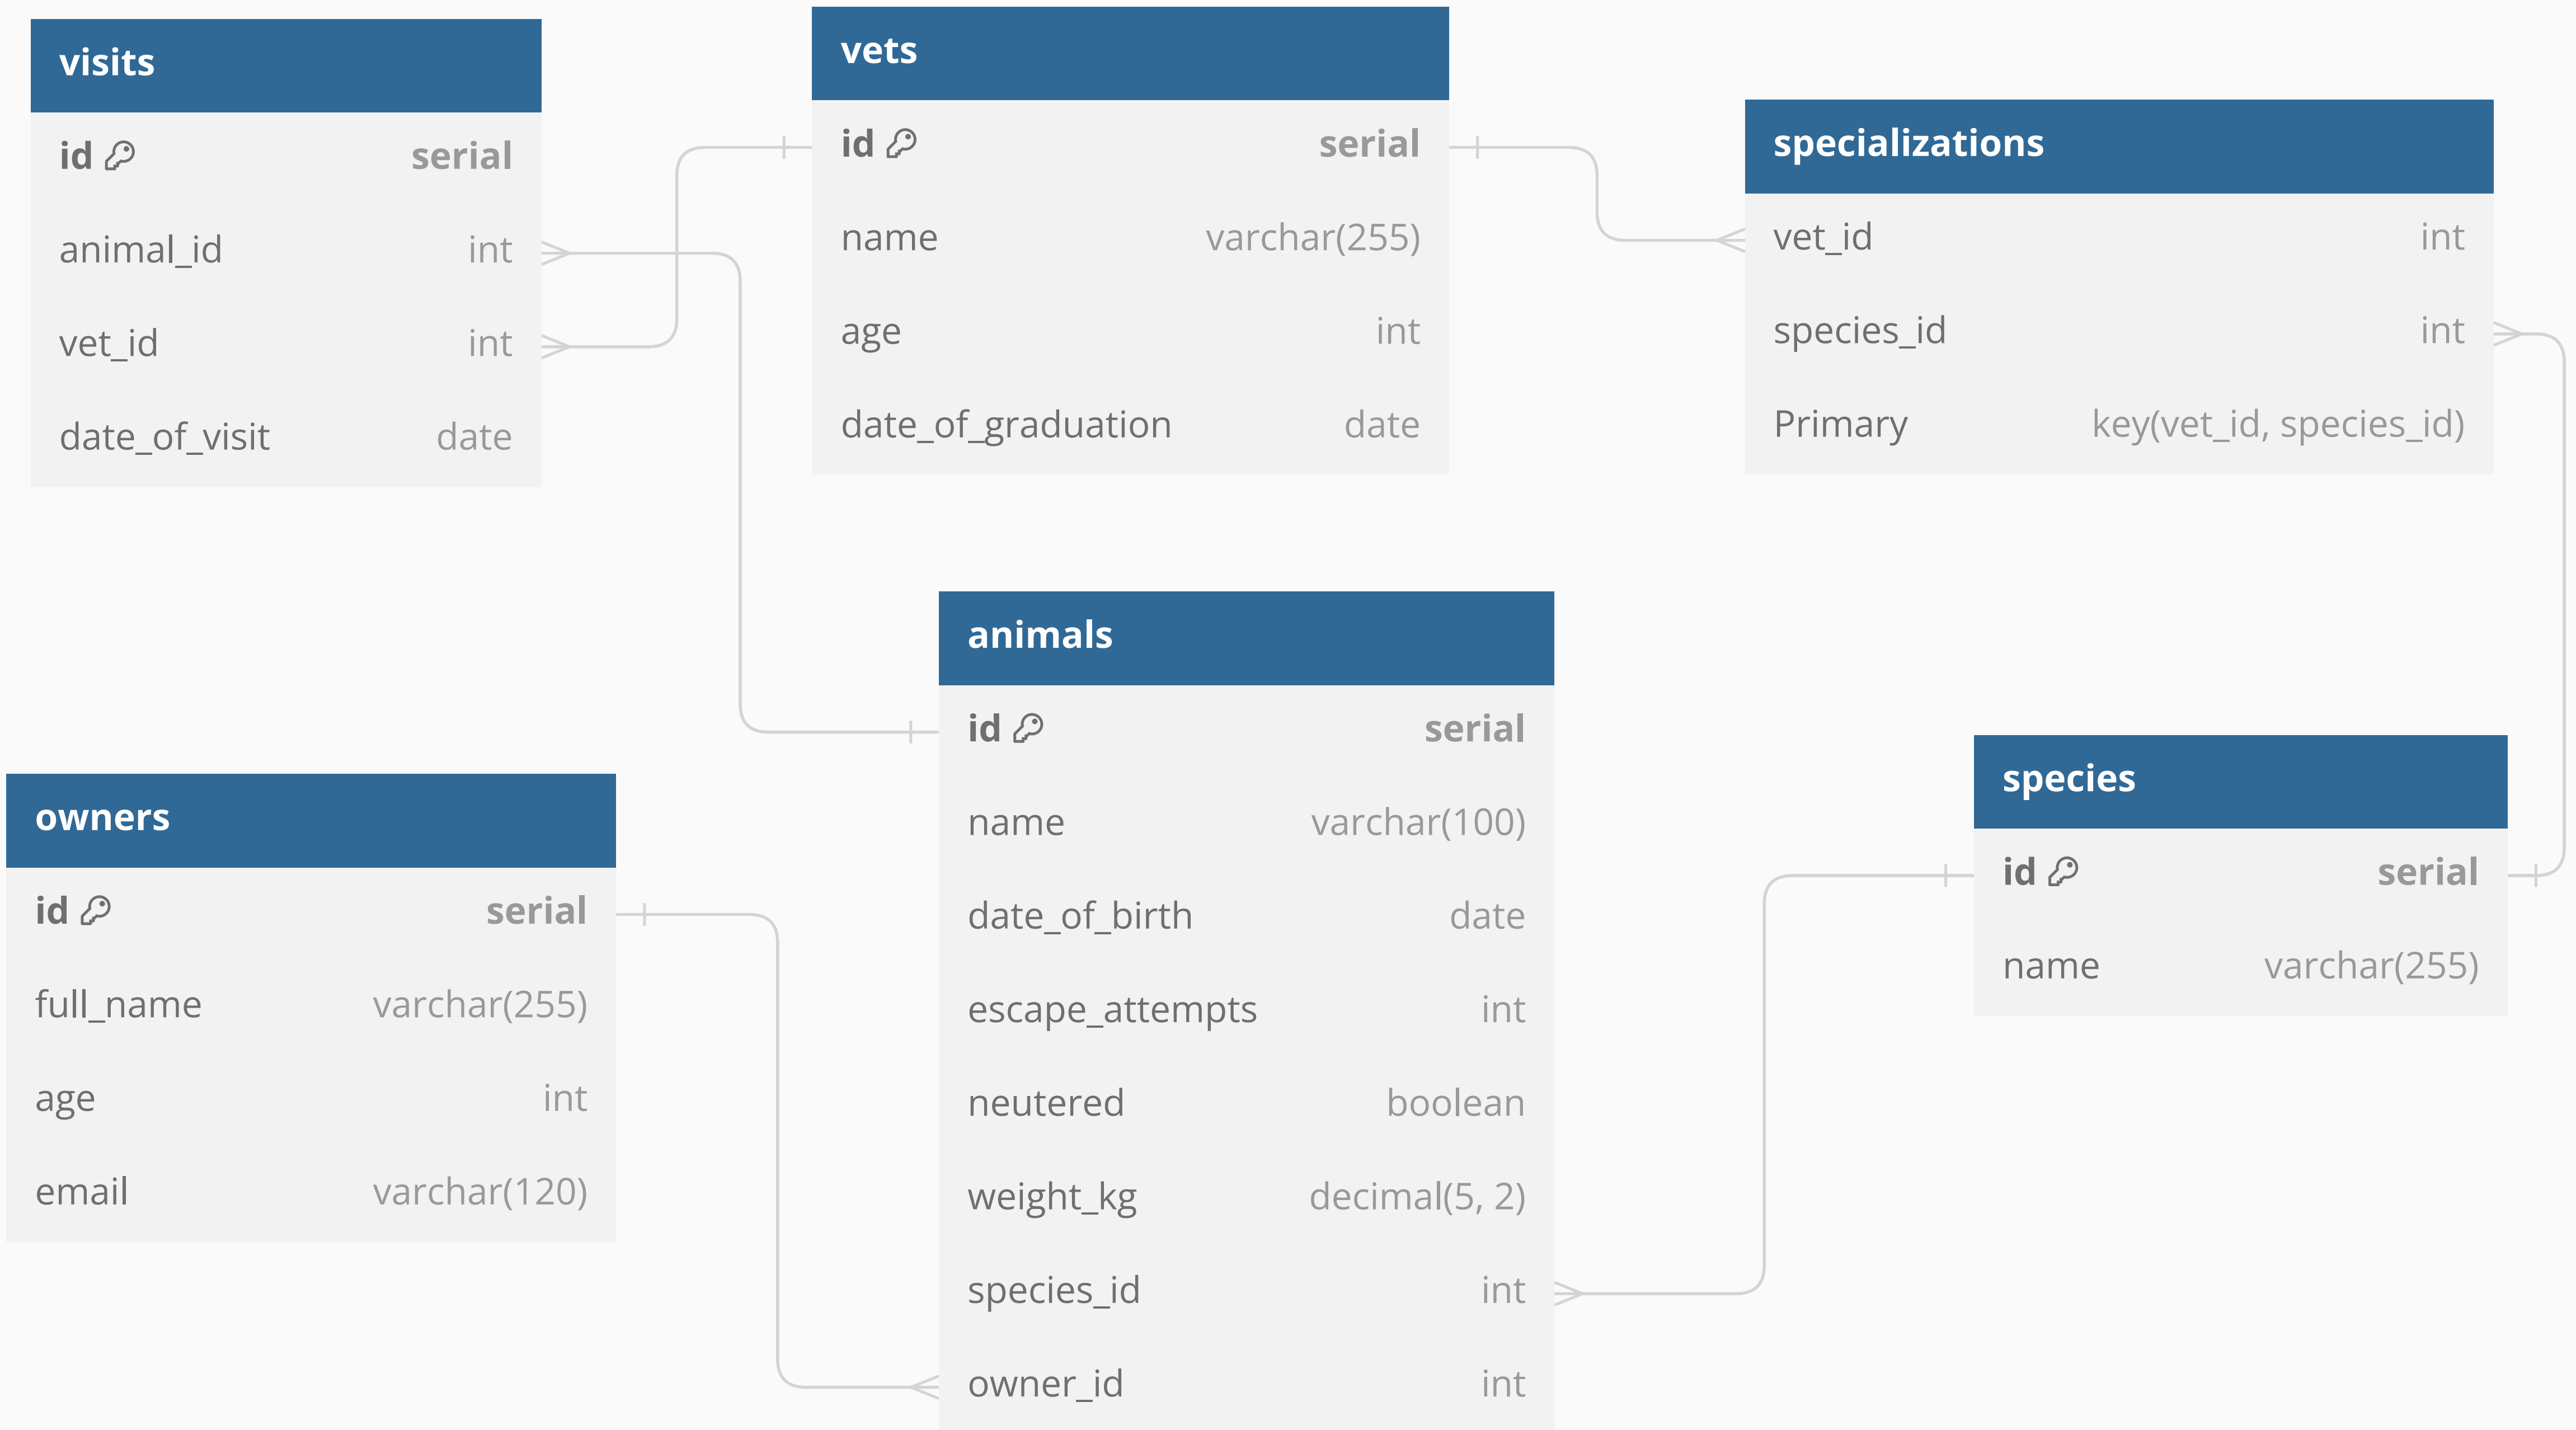 visits
id serial
animal_id int
vet_id int
date_of_visit date
vets
id serial
name varchar(255)
age int
date_of_graduation date
specializations
vet_id int
species_id int
Primary key(vet_id, species_id)
animals
id serial
name varchar(100)
date_of_birth date
escape_attempts int
neutered boolean
weight_kg decimal(5, 2)
species_id int
owner_id int
owners
id serial
full_name varchar(255)
age int
email varchar(120)
species
id serial
name varchar(255)